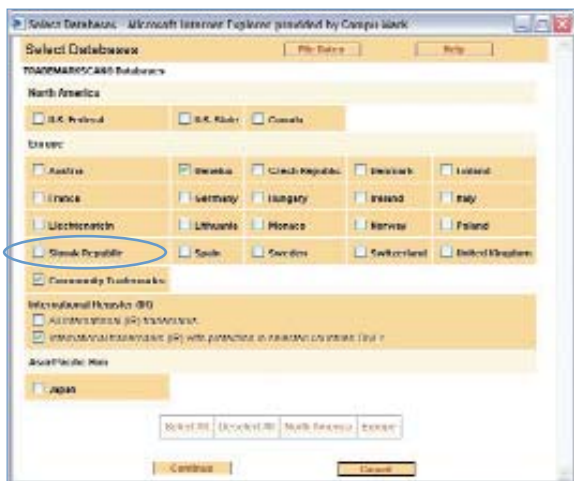 Select Databases - Microsoft Internet Explorer provided by Compu-Mark
Select Databases File Dates Help
TRADEMARKSCAN® Databases
North America
U.S. Federal U.S. State Canada
Europe
Austria Benelux Czech Republic Denmark Finland
France Germany Hungary Ireland Italy
Liechtenstein Lithuania Monaco Norway Poland
Slovak Republic Spain Sweden Switzerland United Kingdom
Community Trademarks
International Register (IR)
All International (IR) trademarks
International trademarks (IR) with protection in selected countries
Asia/Pacific Rim
Japan
Select All Deselect All North America Europe
Continue Cancel